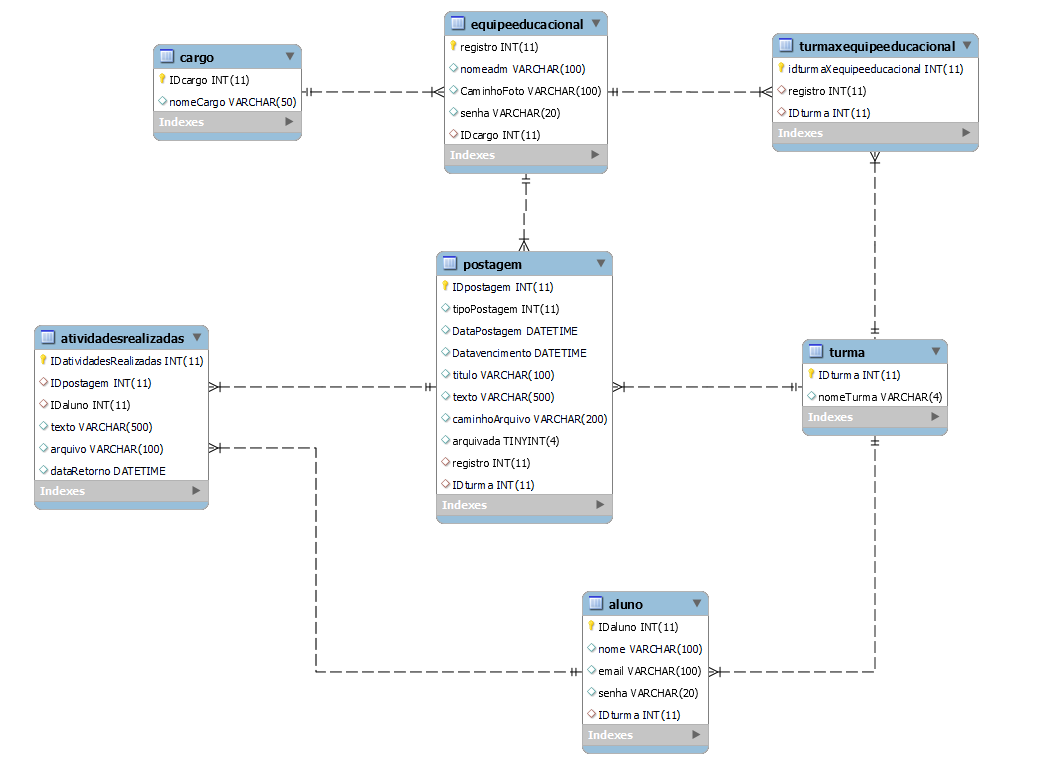 cargo
IDcargo INT(11)
nomeCargo VARCHAR(50)
Indexes
equipeeducacional
registro INT(11)
nomeadm VARCHAR(100)
CaminhoFoto VARCHAR(100)
senha VARCHAR(20)
IDcargo INT(11)
Indexes
turmaxequipeeducacional
idturmaXequipeeducacional INT(11)
registro INT(11)
IDturma INT(11)
Indexes
postagem
IDpostagem INT(11)
tipoPostagem INT(11)
DataPostagem DATETIME
Datavencimento DATETIME
titulo VARCHAR(100)
texto VARCHAR(500)
caminhoArquivo VARCHAR(200)
arquivada TINYINT(4)
registro INT(11)
IDturma INT(11)
Indexes
atividadesrealizadas
IDatividadesRealizadas INT(11)
IDpostagem INT(11)
IDaluno INT(11)
texto VARCHAR(500)
arquivo VARCHAR(100)
dataRetorno DATETIME
Indexes
turma
IDturma INT(11)
nomeTurma VARCHAR(4)
Indexes
aluno
IDaluno INT(11)
nome VARCHAR(100)
email VARCHAR(100)
senha VARCHAR(20)
IDturma INT(11)
Indexes